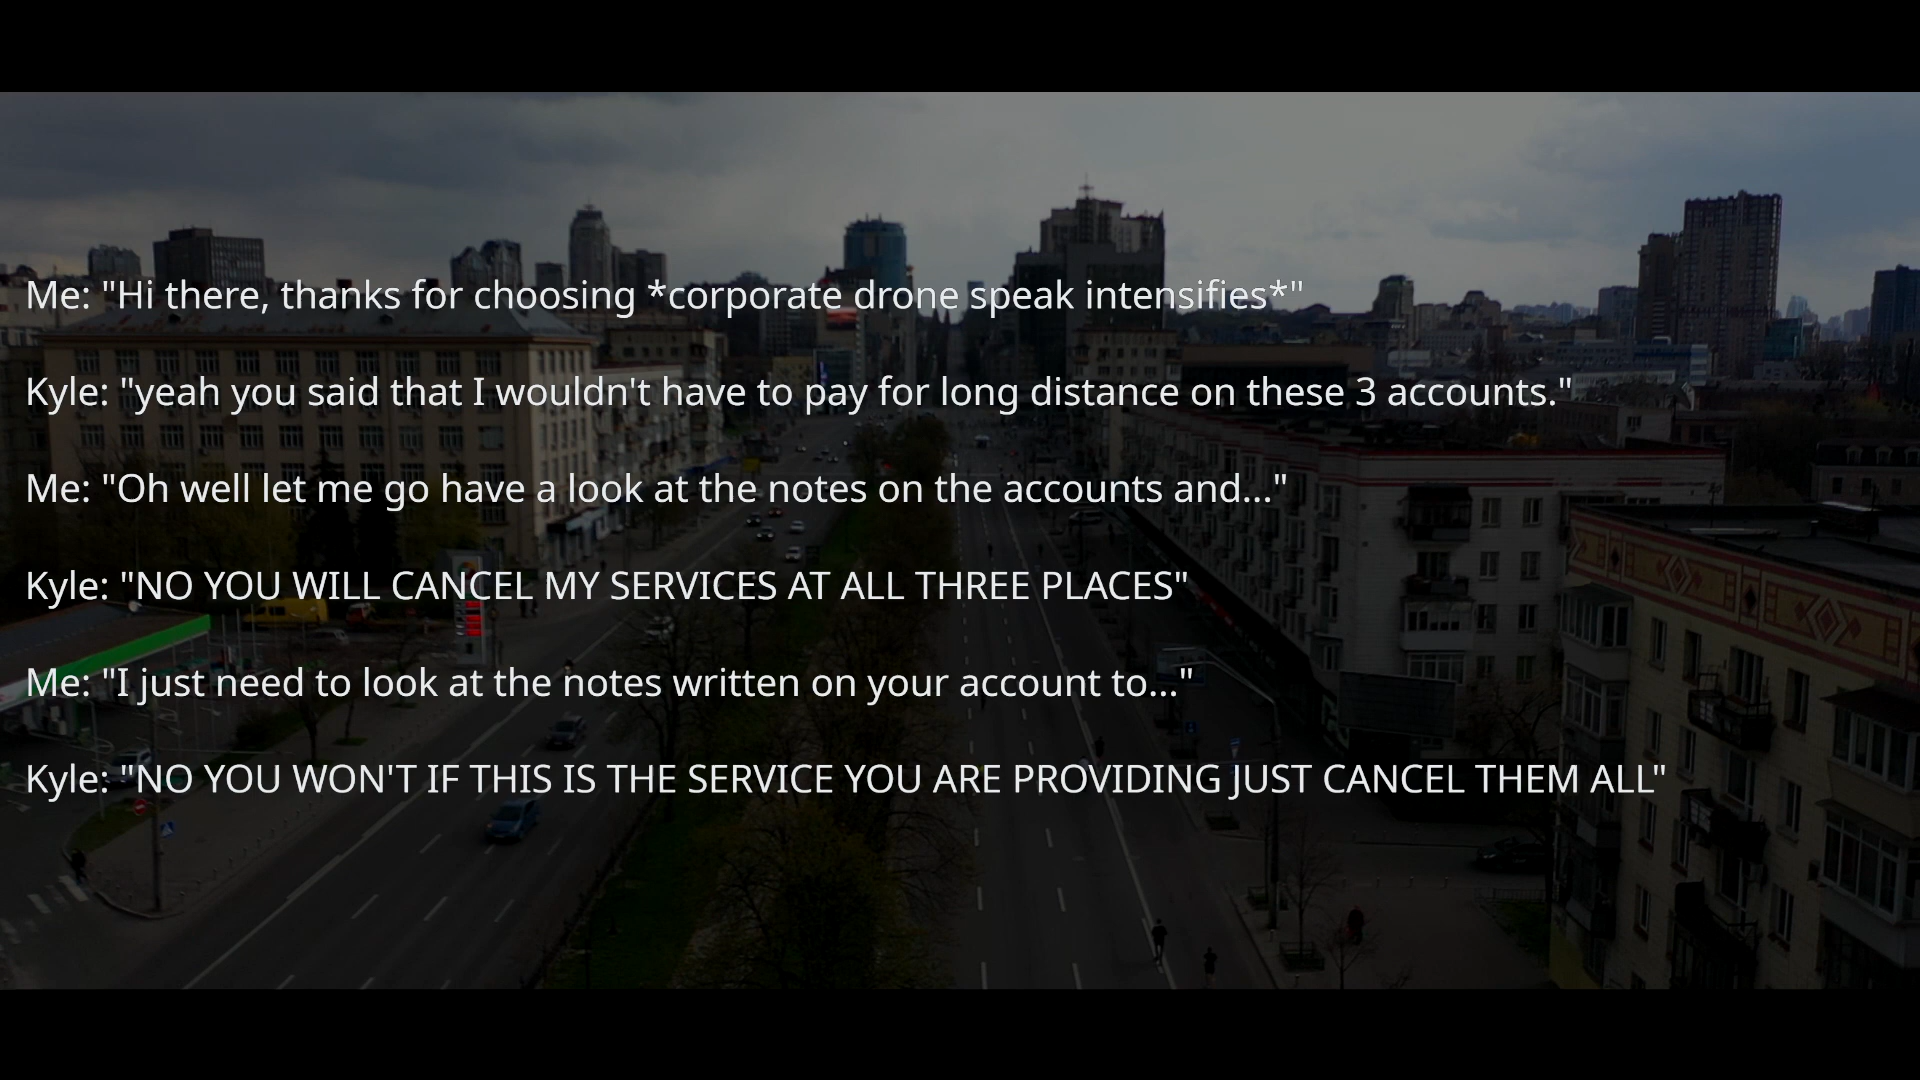 Me: "Hi there, thanks for choosing *corporate drone speak intensifies*"
Kyle: "yeah you said that I wouldn't have to pay for long distance on these 3 accounts."
Me: "Oh well let me go have a look at the notes on the accounts and..."
Kyle: "NO YOU WILL CANCEL MY SERVICES AT ALL THREE PLACES"
Me: "I just need to look at the notes written on your account to..."
Kyle: "NO YOU WON'T IF THIS IS THE SERVICE YOU ARE PROVIDING JUST CANCEL THEM ALL"